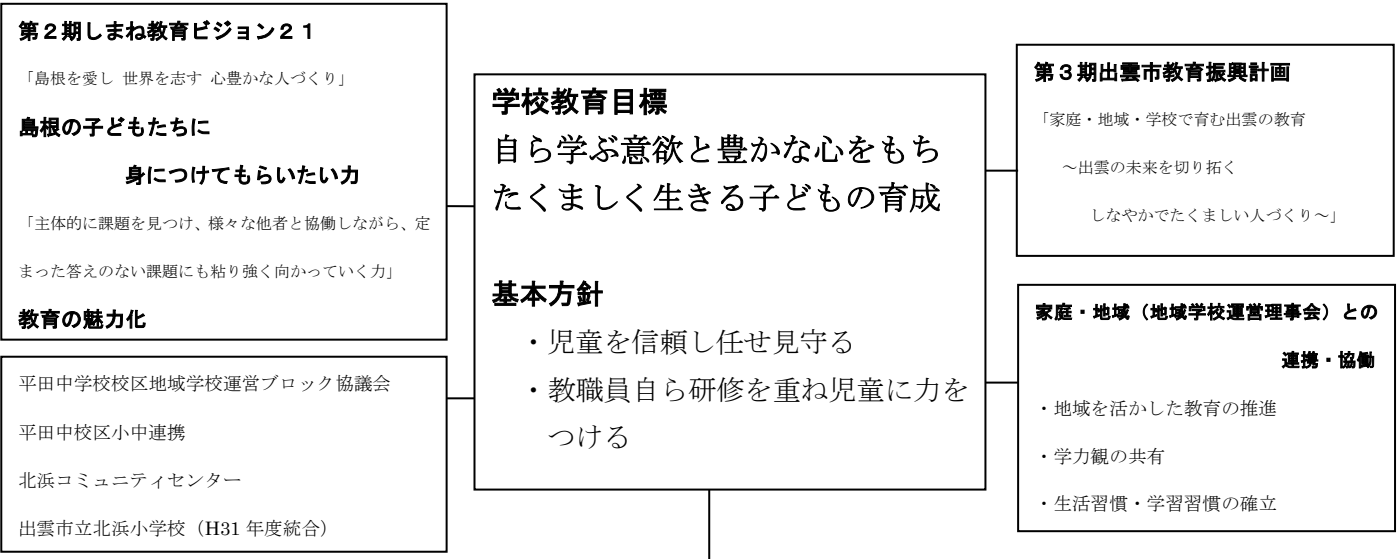 第２期しまね教育ビジョン２１
「島根を愛し 世界を志す 心豊かな人づくり」
島根の子どもたちに
身につけてもらいたい力
「主体的に課題を見つけ、様々な他者と協働しながら、定
まった答えのない課題にも粘り強く向かっていく力」
教育の魅力化
平田中学校校区地域学校運営ブロック協議会
平田中校区小中連携
北浜コミュニティセンター
出雲市立北浜小学校（H31 年度統合）
学校教育目標
自ら学ぶ意欲と豊かな心をもち
たくましく生きる子どもの育成
基本方針
・児童を信頼し任せ見守る
・教職員自ら研修を重ね児童に力を
つける
第３期出雲市教育振興計画
「家庭・地域・学校で育む出雲の教育
～出雲の未来を切り拓く
しなやかでたくましい人づくり～」
家庭・地域（地域学校運営理事会）との
連携・協働
・地域を活かした教育の推進
・学力観の共有
・生活習慣・学習習慣の確立